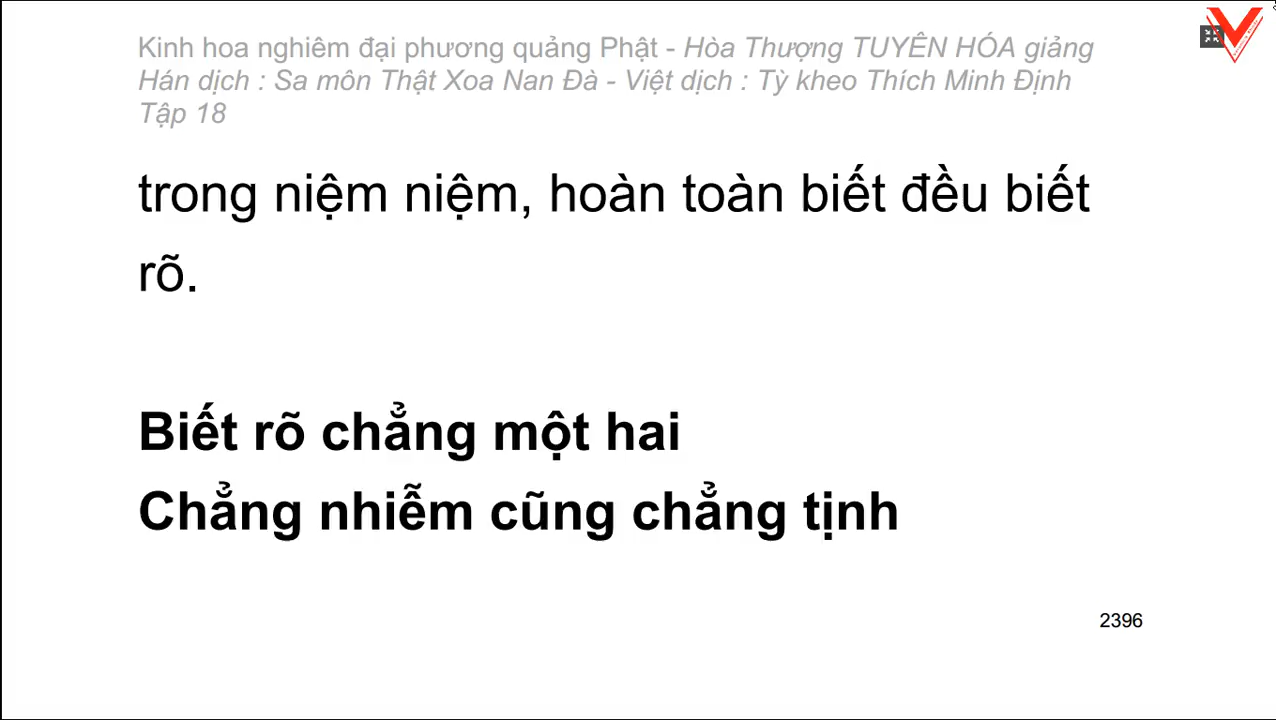 Kinh hoa nghiêm đại phương quảng Phật - Hòa Thượng TUYÊN HÓA giảng
Hán dịch : Sa môn Thật Xoa Nan Đà - Việt dịch : Tỳ kheo Thích Minh Định
Tập 18
trong niệm niệm, hoàn toàn biết đều biết
rõ.
Biết rõ chẳng một hai
Chẳng nhiễm cũng chẳng tịnh
2396